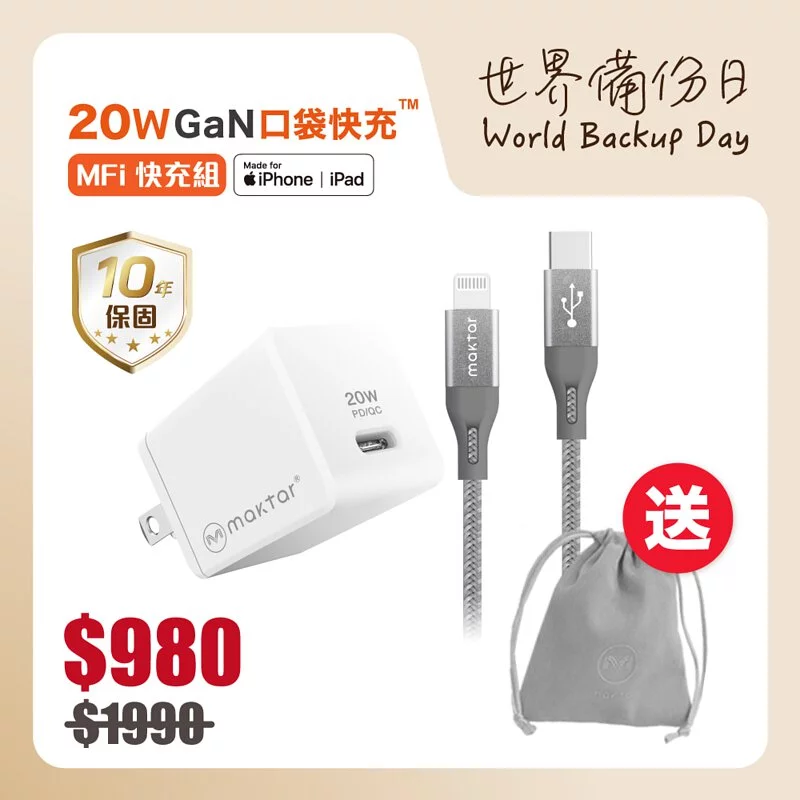 世界備份日
World Backup Day
20W GaN口袋快充™
MFi 快充組
Made for
iPhone | iPad
10年
保固
maktar
20W
PD/QC
maktar®
送
maktar
$980
$1990